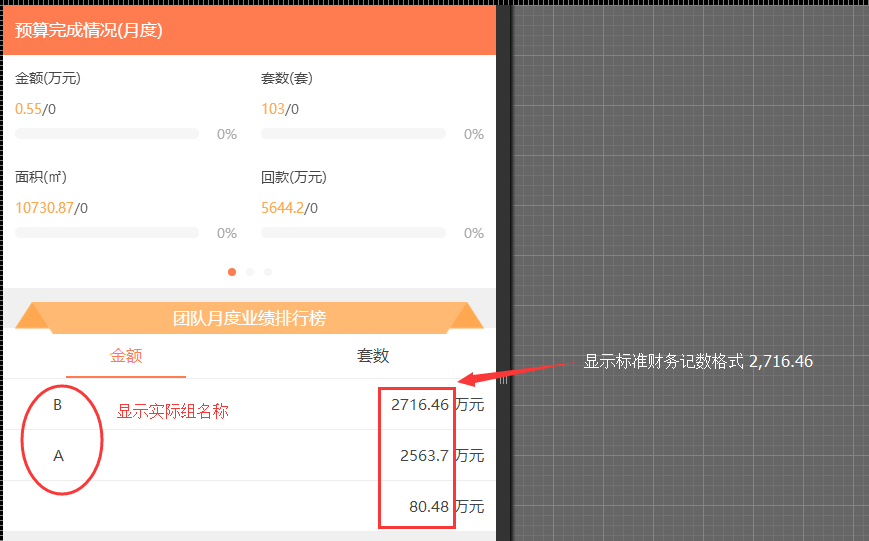 预算完成情况(月度)
金额(万元) 套数(套)
0.55/0 103/0
0% 0%
面积(㎡) 回款(万元)
10730.87/0 5644.2/0
0% 0%
团队月度业绩排行榜
金额 套数
显示标准财务记数格式 2,716.46
B 显示实际组名称 2716.46 万元
A 2563.7 万元
80.48 万元